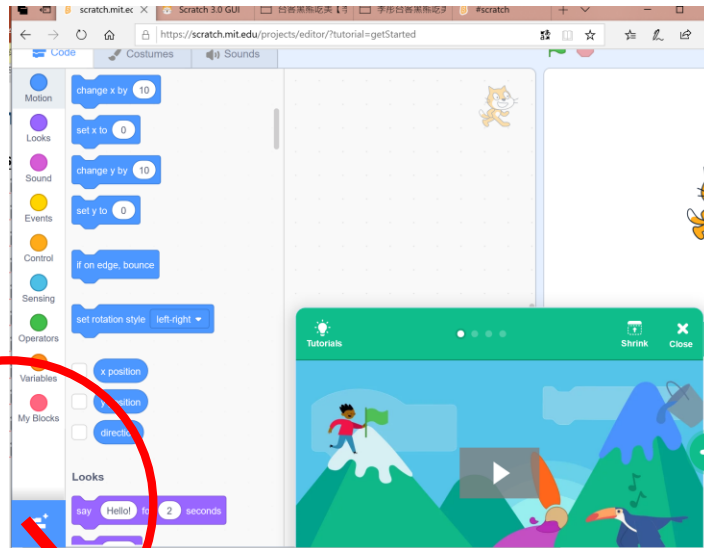 scratch.mit.ec
Scratch 3.0 GUI
#scratch
https://scratch.mit.edu/projects/editor/?tutorial=getStarted
Code
Costumes
Sounds
Motion
Looks
Sound
Events
Control
Sensing
Operators
Variables
My Blocks
change x by 10
set x to 0
change y by 10
set y to 0
if on edge, bounce
set rotation style left-right
x position
y position
direction
Looks
say Hello! for 2 seconds
Tutorials
Shrink
Close